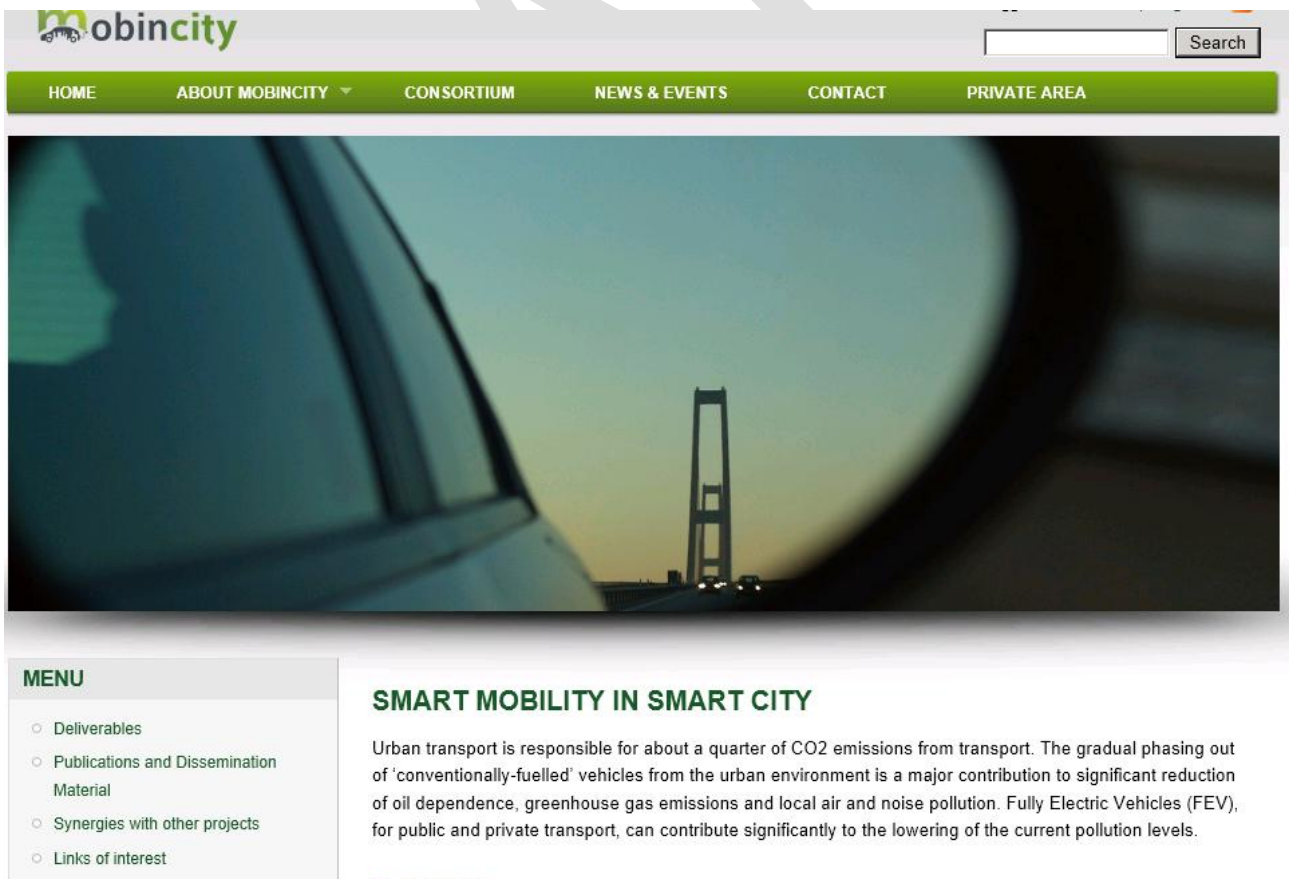 mobincity
Search
HOME ABOUT MOBINCITY CONSORTIUM NEWS & EVENTS CONTACT PRIVATE AREA
MENU
Deliverables
Publications and Dissemination
Material
Synergies with other projects
Links of interest
SMART MOBILITY IN SMART CITY
Urban transport is responsible for about a quarter of CO2 emissions from transport. The gradual phasing out
of ‘conventionally-fuelled’ vehicles from the urban environment is a major contribution to significant reduction
of oil dependence, greenhouse gas emissions and local air and noise pollution. Fully Electric Vehicles (FEV),
for public and private transport, can contribute significantly to the lowering of the current pollution levels.